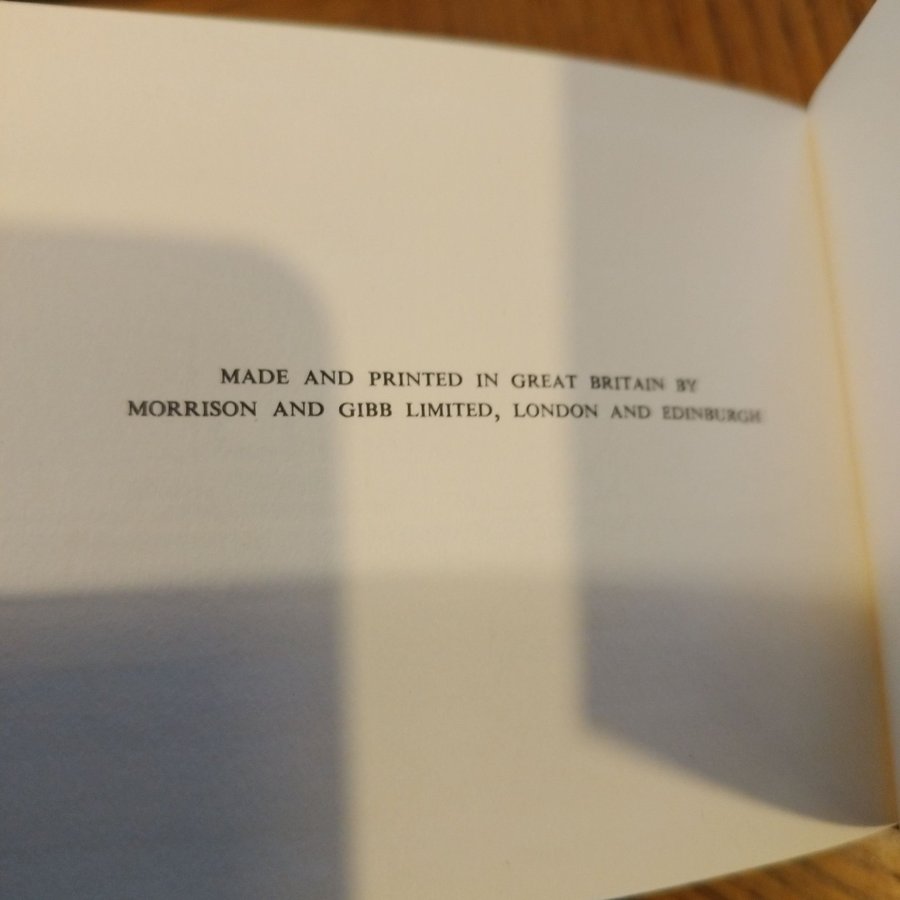 MADE AND PRINTED IN GREAT BRITAIN BY
MORRISON AND GIBB LIMITED, LONDON AND EDINBURGH